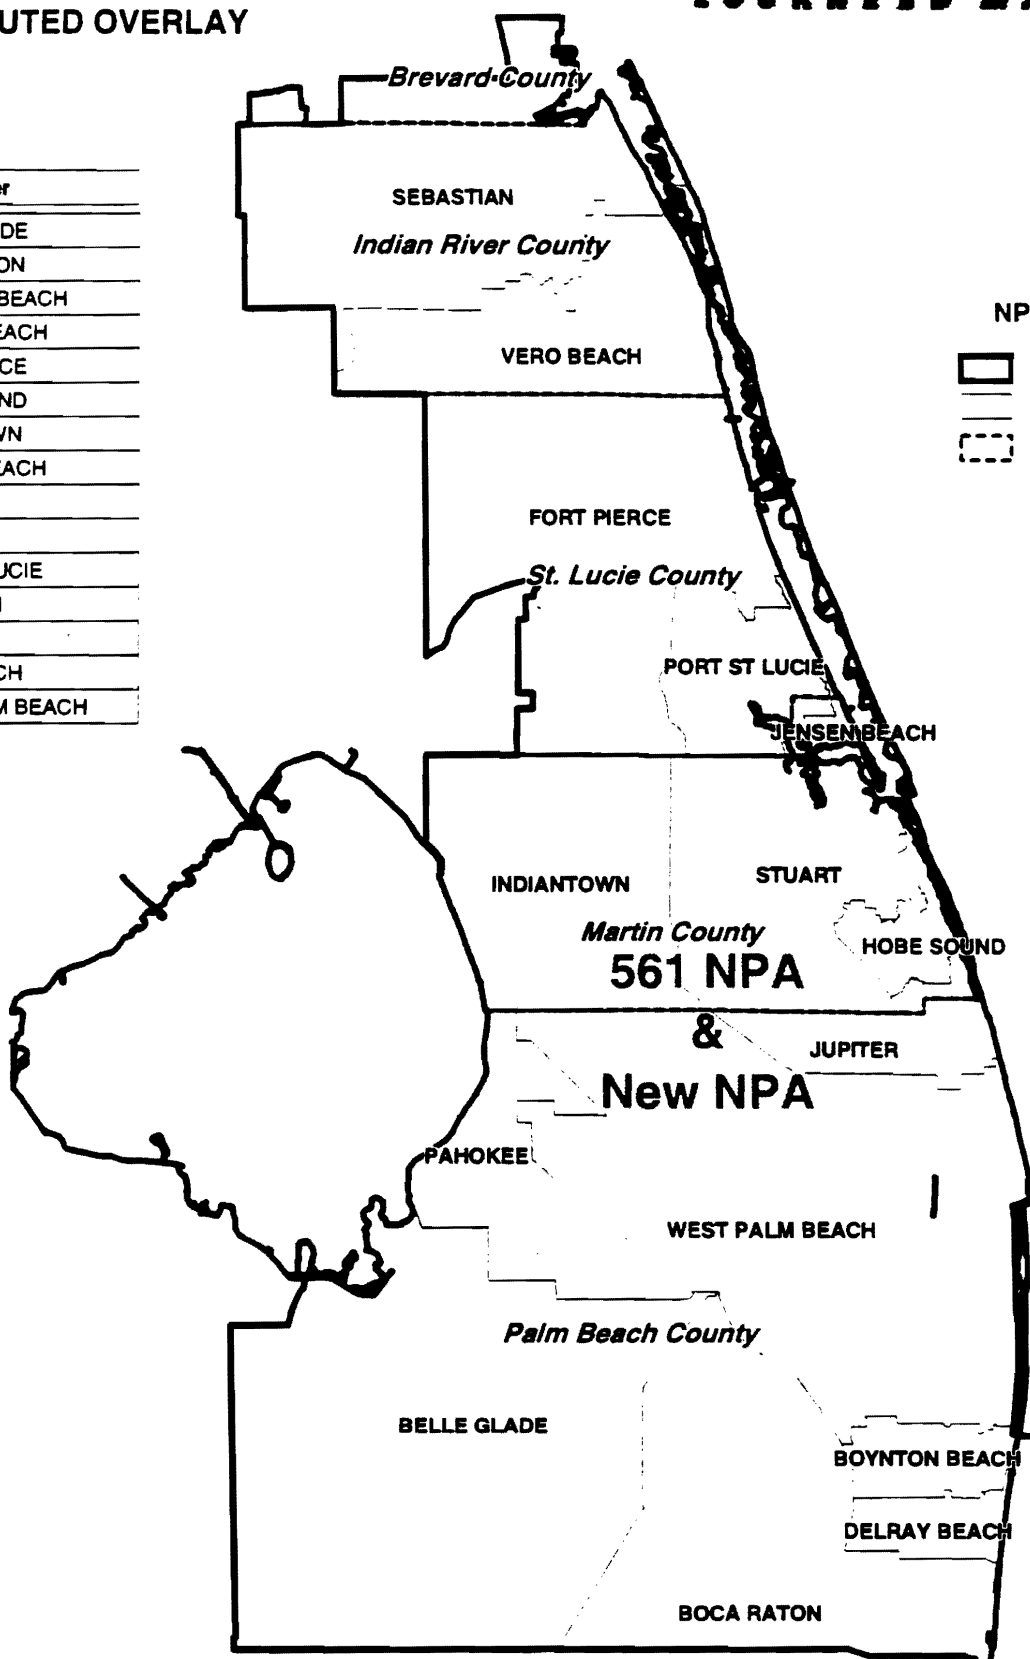 UTED OVERLAY
Brevard County
er
DE
ON
BEACH
EACH
CE
ND
WN
EACH
UCIE
CH
M BEACH
SEBASTIAN
Indian River County
VERO BEACH
NP
FORT PIERCE
St. Lucie County
PORT ST LUCIE
JENSEN BEACH
INDIANTOWN
STUART
Martin County
HOBE SOUND
561 NPA
&
New NPA
JUPITER
PAHOKEE
WEST PALM BEACH
Palm Beach County
BELLE GLADE
BOYNTON BEACH
DELRAY BEACH
BOCA RATON